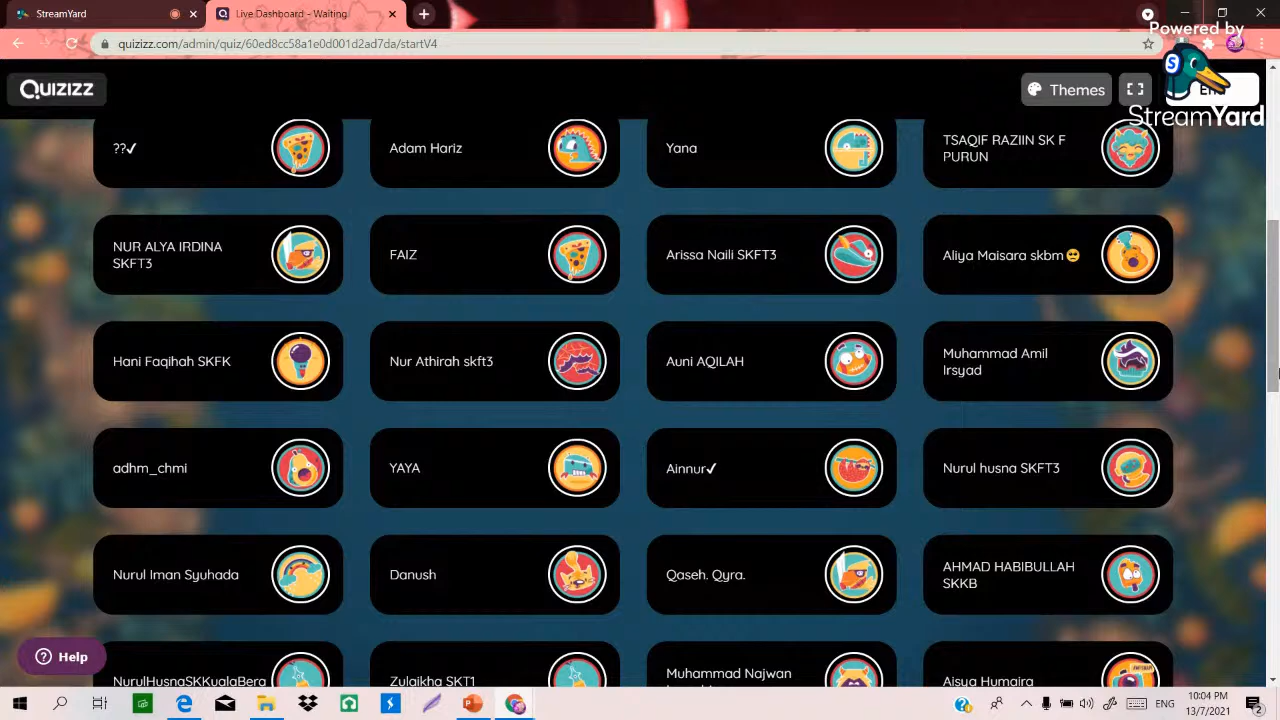 StreamYard
Live Dashboard - Waiting
quizizz.com/admin/quiz/60ed8cc58a1e0d001d2ad7da/startV4
Powered by
StreamYard
QUIZIZZ
Themes
??✔
Adam Hariz
Yana
TSAQIF RAZIIN SK F
PURUN
NUR ALYA IRDINA
SKFT3
FAIZ
Arissa Naili SKFT3
Aliya Maisara skbm🥺
Hani Faqihah SKFK
Nur Athirah skft3
Auni AQILAH
Muhammad Amil
Irsyad
adhm_chmi
YAYA
Ainnur✔
Nurul husna SKFT3
Nurul Iman Syuhada
Danush
Qaseh. Qyra.
AHMAD HABIBULLAH
SKKB
NurulHusnaSKKualaBera
Zulaikha SKT1
Muhammad Najwan
Aisya Humaira
Help
ENG
10:04 PM
13/7/2021
2